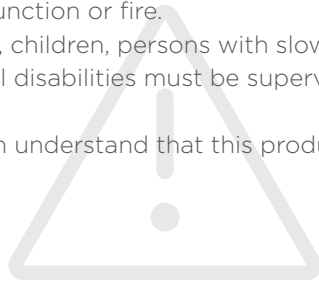 unction or fire.
, children, persons with slow
l disabilities must be superv
n understand that this produ